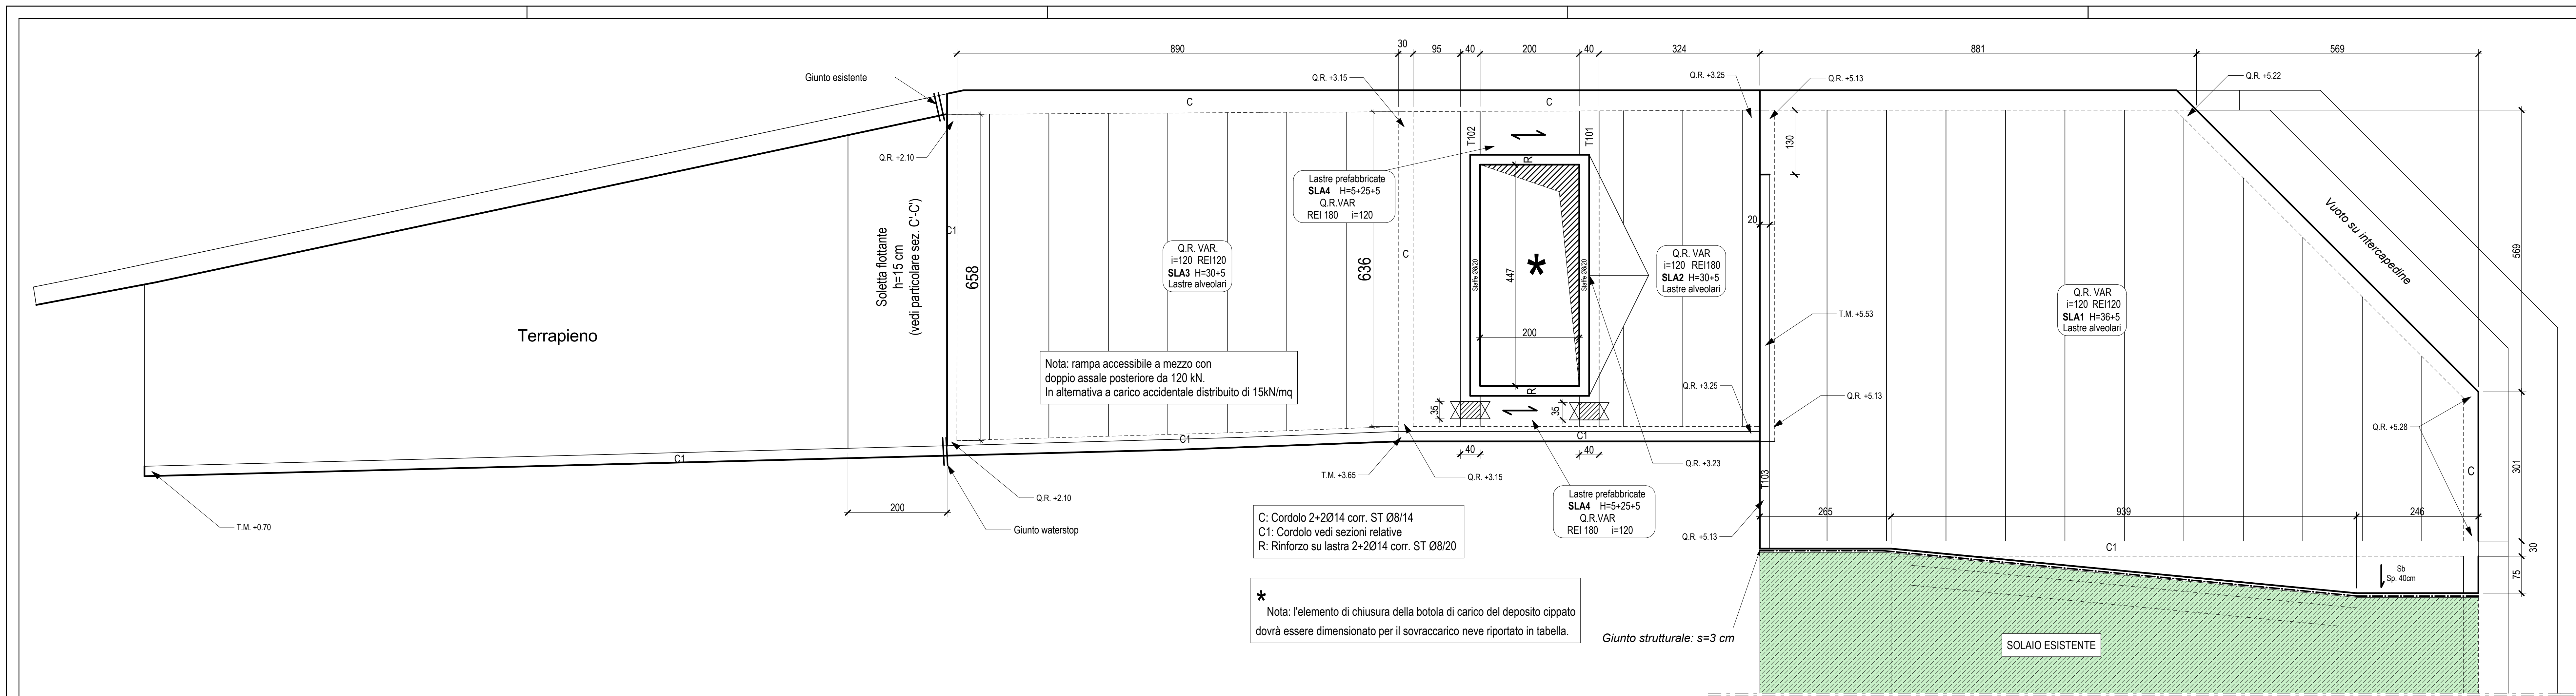 890
30
95
40
200
40
324
881
569
Giunto esistente
Q.R. +3.15
Q.R. +3.25
Q.R. +5.13
Q.R. +5.22
C
C
Q.R. +2.10
T102
T101
130
R
Lastre prefabbricate
SLA4 H=5+25+5
Q.R.VAR
REI 180 i=120
Vuoto su intercapedine
569
Soletta flottante
h=15 cm
(vedi particolare sez. C'-C')
C1
658
Q.R. VAR.
i=120 REI120
SLA3 H=30+5
Lastre alveolari
636
C
Staffe Ø8/20
447
*
Staffe Ø8/20
200
Q.R. VAR
i=120 REI180
SLA2 H=30+5
Lastre alveolari
20
T.M. +5.53
Q.R. VAR
i=120 REI120
SLA1 H=36+5
Lastre alveolari
Terrapieno
Nota: rampa accessibile a mezzo con
doppio assale posteriore da 120 kN.
In alternativa a carico accidentale distribuito di 15kN/mq
R
35
35
Q.R. +3.25
Q.R. +5.13
Q.R. +5.28
C1
C1
C1
40
40
Q.R. +3.23
T.M. +3.65
Q.R. +3.15
T103
C
301
Q.R. +2.10
200
T.M. +0.70
Giunto waterstop
C: Cordolo 2+2Ø14 corr. ST Ø8/14
C1: Cordolo vedi sezioni relative
R: Rinforzo su lastra 2+2Ø14 corr. ST Ø8/20
Lastre prefabbricate
SLA4 H=5+25+5
Q.R.VAR
REI 180 i=120
Q.R. +5.13
265
939
246
C1
30
75
Sb
Sp. 40cm
*
Nota: l'elemento di chiusura della botola di carico del deposito cippato
dovrà essere dimensionato per il sovraccarico neve riportato in tabella.
Giunto strutturale: s=3 cm
SOLAIO ESISTENTE